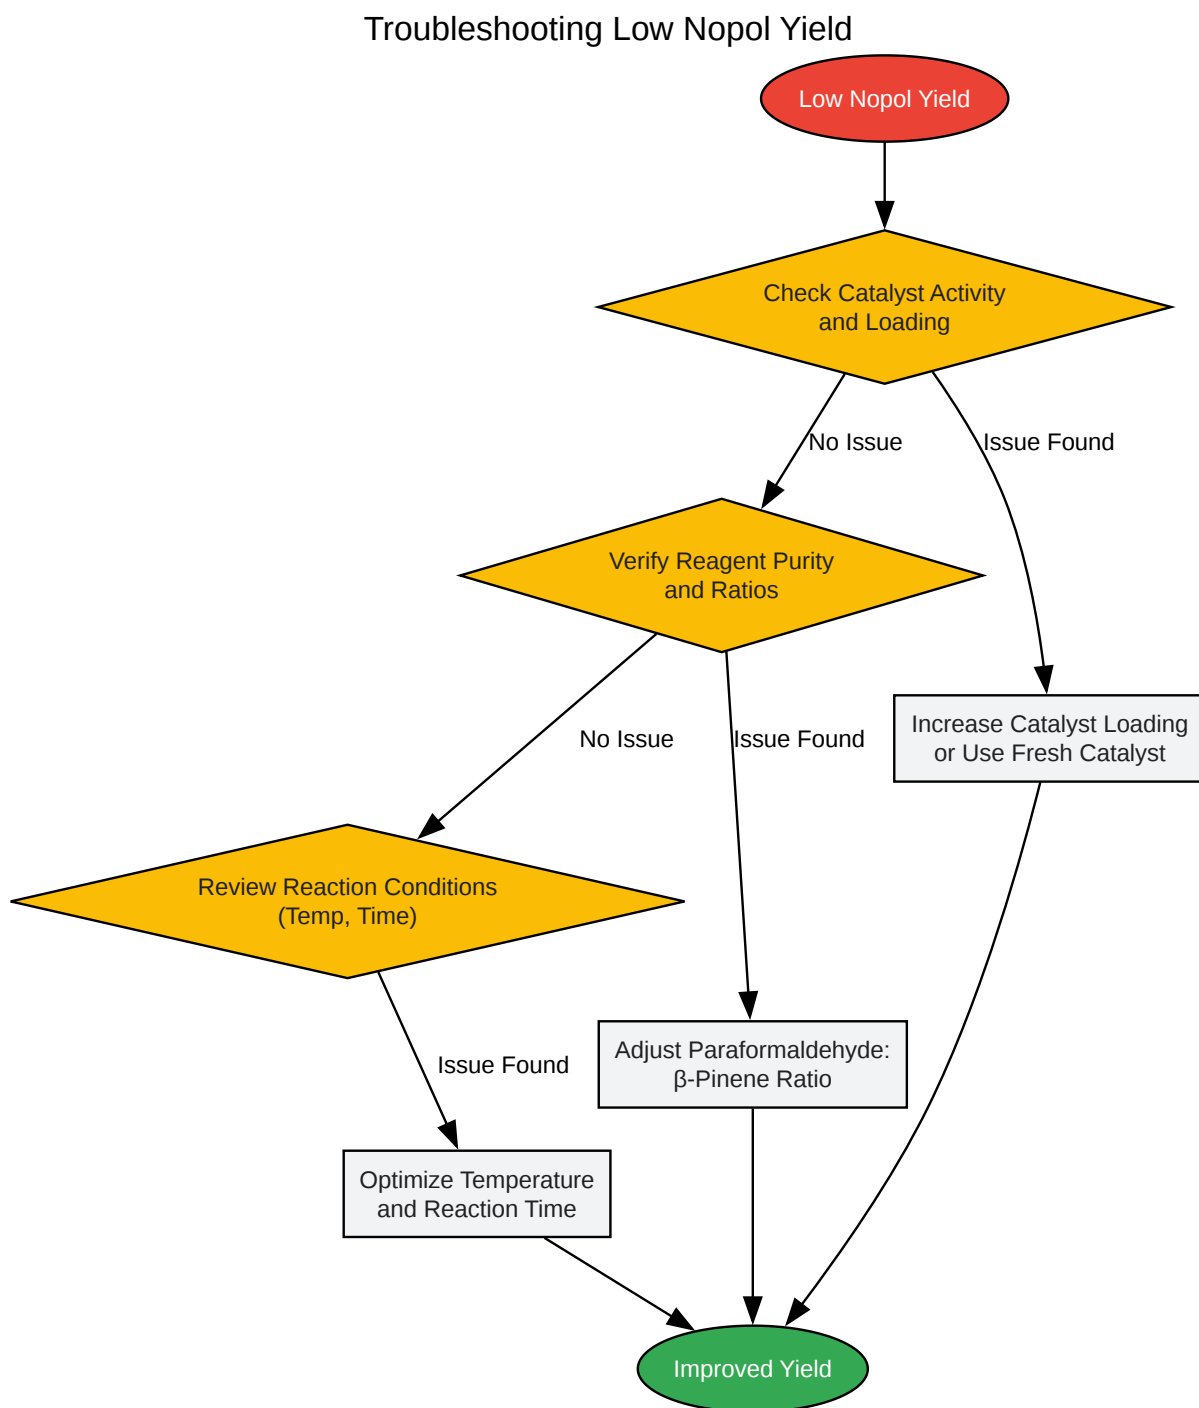 Troubleshooting Low Nopol Yield
Low Nopol Yield
Check Catalyst Activity
and Loading
No Issue
Issue Found
Verify Reagent Purity
and Ratios
No Issue
Issue Found
Increase Catalyst Loading
or Use Fresh Catalyst
Review Reaction Conditions
(Temp, Time)
Issue Found
Adjust Paraformaldehyde:
β-Pinene Ratio
Optimize Temperature
and Reaction Time
Improved Yield